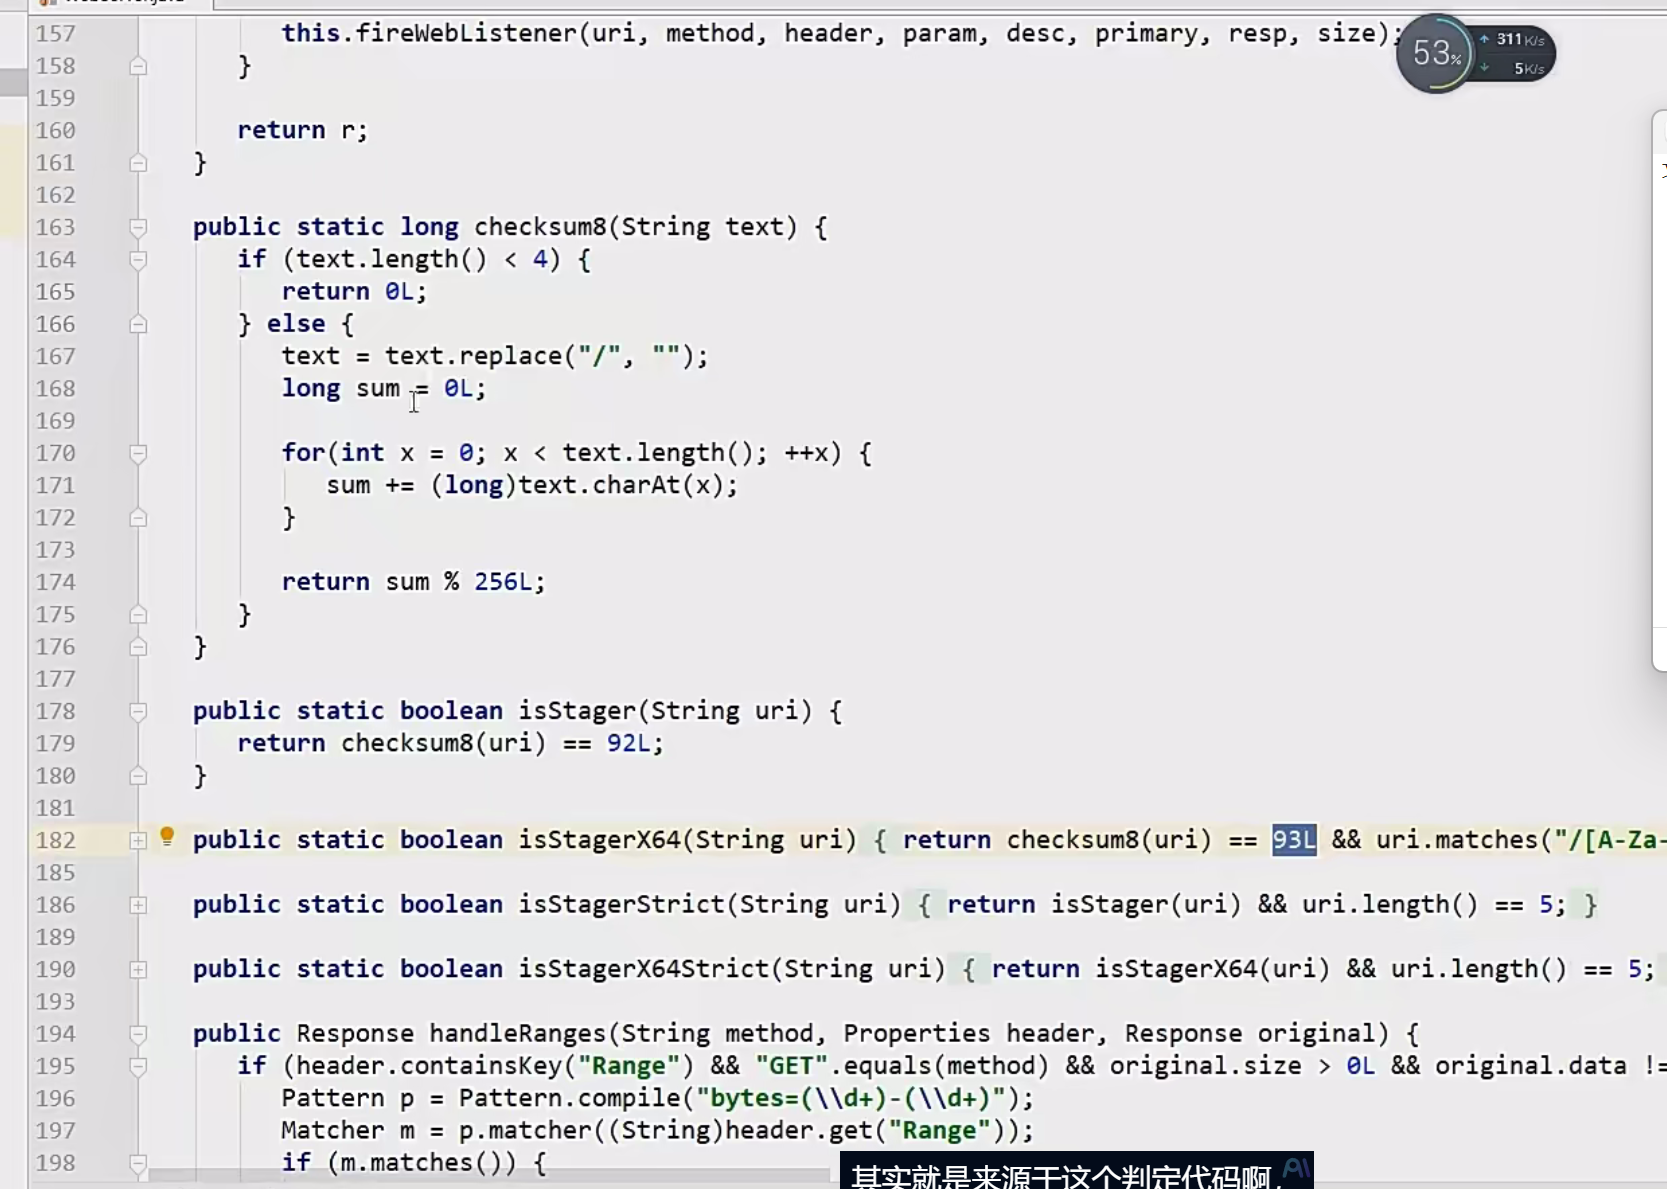 157 this.fireWebListener(uri, method, header, param, desc, primary, resp, size);
53%
↑ 311K/s
↓ 5K/s
158 }
159
160 return r;
161 }
162
163 public static long checksum8(String text) {
164 if (text.length() < 4) {
165 return 0L;
166 } else {
167 text = text.replace("/", "");
168 long sum = 0L;
169
170 for(int x = 0; x < text.length(); ++x) {
171 sum += (long)text.charAt(x);
172 }
173
174 return sum % 256L;
175 }
176 }
177
178 public static boolean isStager(String uri) {
179 return checksum8(uri) == 92L;
180 }
181
182 public static boolean isStagerX64(String uri) { return checksum8(uri) == 93L && uri.matches("/[A-Za-
185
186 public static boolean isStagerStrict(String uri) { return isStager(uri) && uri.length() == 5; }
189
190 public static boolean isStagerX64Strict(String uri) { return isStagerX64(uri) && uri.length() == 5;
193
194 public Response handleRanges(String method, Properties header, Response original) {
195 if (header.containsKey("Range") && "GET".equals(method) && original.size > 0L && original.data !=
196 Pattern p = Pattern.compile("bytes=(\\d+)-(\\d+)");
197 Matcher m = p.matcher((String)header.get("Range"));
198 if (m.matches()) {
其实就是来源于这个判定代码啊,
AI